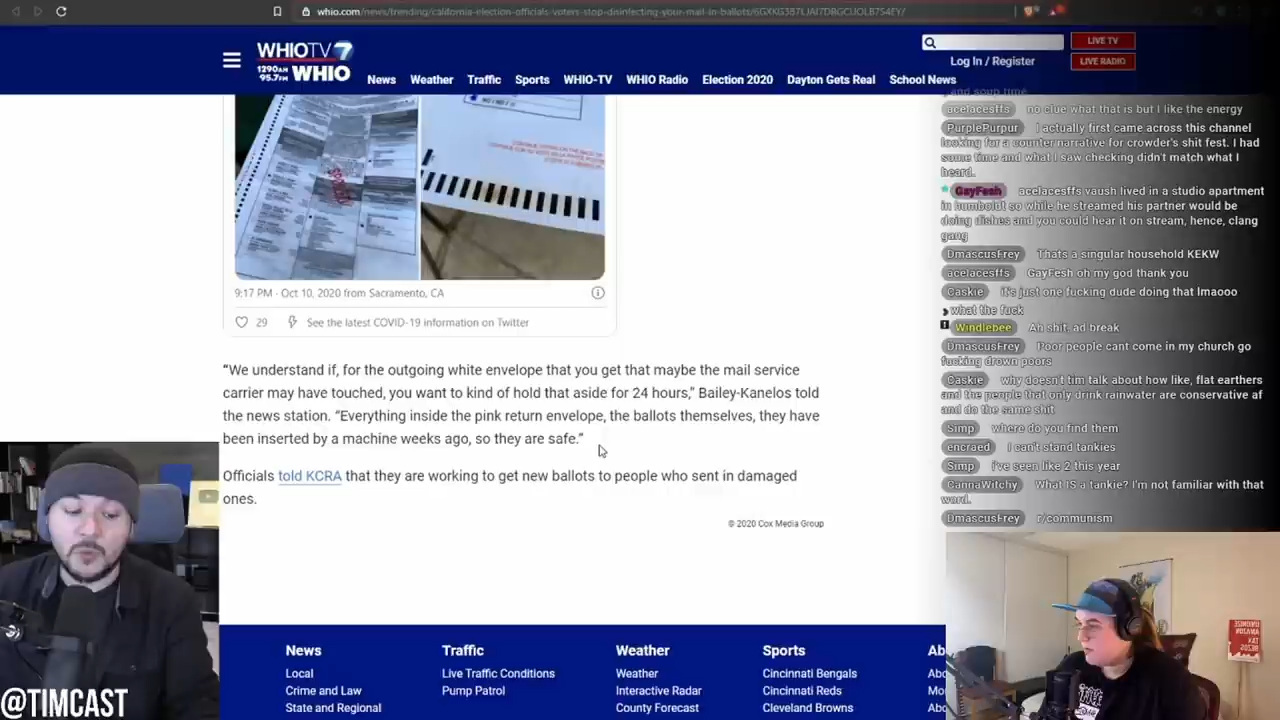 whio.com/news/trending/california-election-officials-voters-stop-disinfecting-your-mail-in-ballots/
WHIOTV 7
1290AM
95.7FM WHIO
News Weather Traffic Sports WHIO-TV WHIO Radio Election 2020 Dayton Gets Real School News
Log In / Register
LIVE TV
LIVE RADIO
9:17 PM · Oct 10, 2020 from Sacramento, CA
29 See the latest COVID-19 information on Twitter
“We understand if, for the outgoing white envelope that you get that maybe the mail service
carrier may have touched, you want to kind of hold that aside for 24 hours,” Bailey-Kanelos told
the news station. “Everything inside the pink return envelope, the ballots themselves, they have
been inserted by a machine weeks ago, so they are safe.”
Officials told KCRA that they are working to get new ballots to people who sent in damaged
ones.
© 2020 Cox Media Group
News
Local
Crime and Law
State and Regional
Traffic
Live Traffic Conditions
Pump Patrol
Weather
Weather
Interactive Radar
County Forecast
Sports
Cincinnati Bengals
Cincinnati Reds
Cleveland Browns
Ab
Abo
Mo
Abo
and soup time
acelacesffs no clue what that is but I like the energy
PurplePurpur I actually first came across this channel
looking for a counter narrative for crowder's shit fest. I had
some time and what I saw checking didn't match what I
heard.
GayFesh acelacesffs vaush lived in a studio apartment
in humboldt so while he streamed his partner would be
doing dishes and you could hear it on stream, hence, clang
gang
DmascusFrey Thats a singular household KEKW
acelacesffs GayFesh oh my god thank you
Caskie it's just one fucking dude doing that lmaooo
what the fuck
Windlebee Ah shit, ad break
DmascusFrey Poor people cant come in my church go
fucking drown poors
Caskie why doesn't tim talk about how like, flat earthers
and the people that only drink rainwater are conservative af
and do the same shit
Simp where do you find them
encraed I can't stand tankies
Simp I've seen like 2 this year
CannaWitchy What IS a tankie? I'm not familiar with that
word.
DmascusFrey r/communism
@TIMCAST